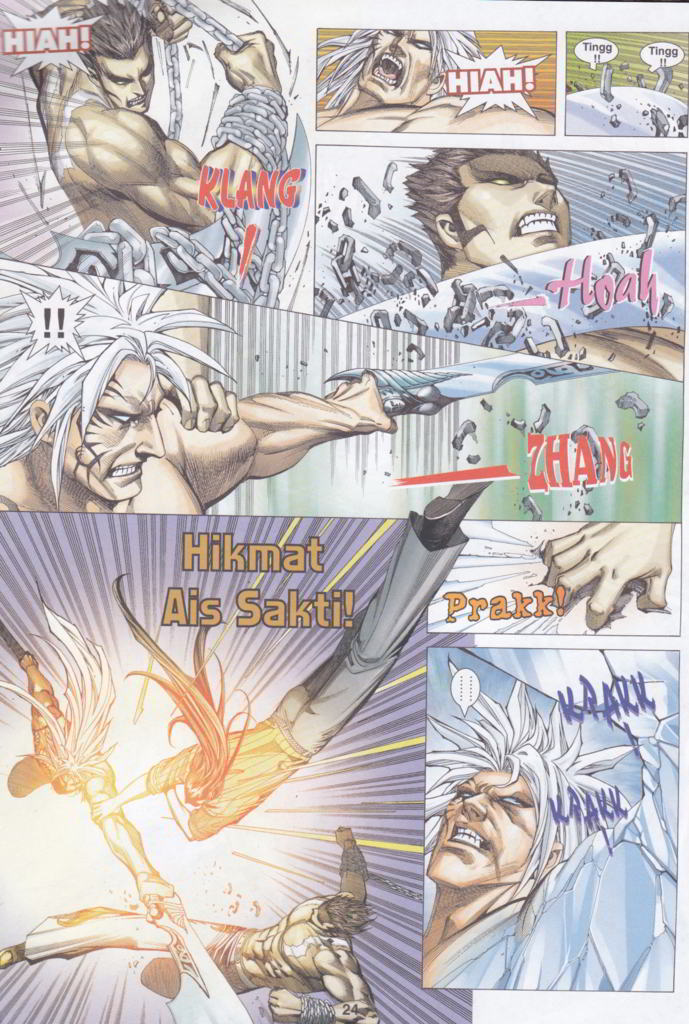 HIAH!
KLANG
!
HIAH!
Tingg
!!
Tingg
!!
Hoah
!!
ZHANG
Hikmat
Ais Sakti!
Prakk!
.......
KRAKK
!
KRAKK
!
24